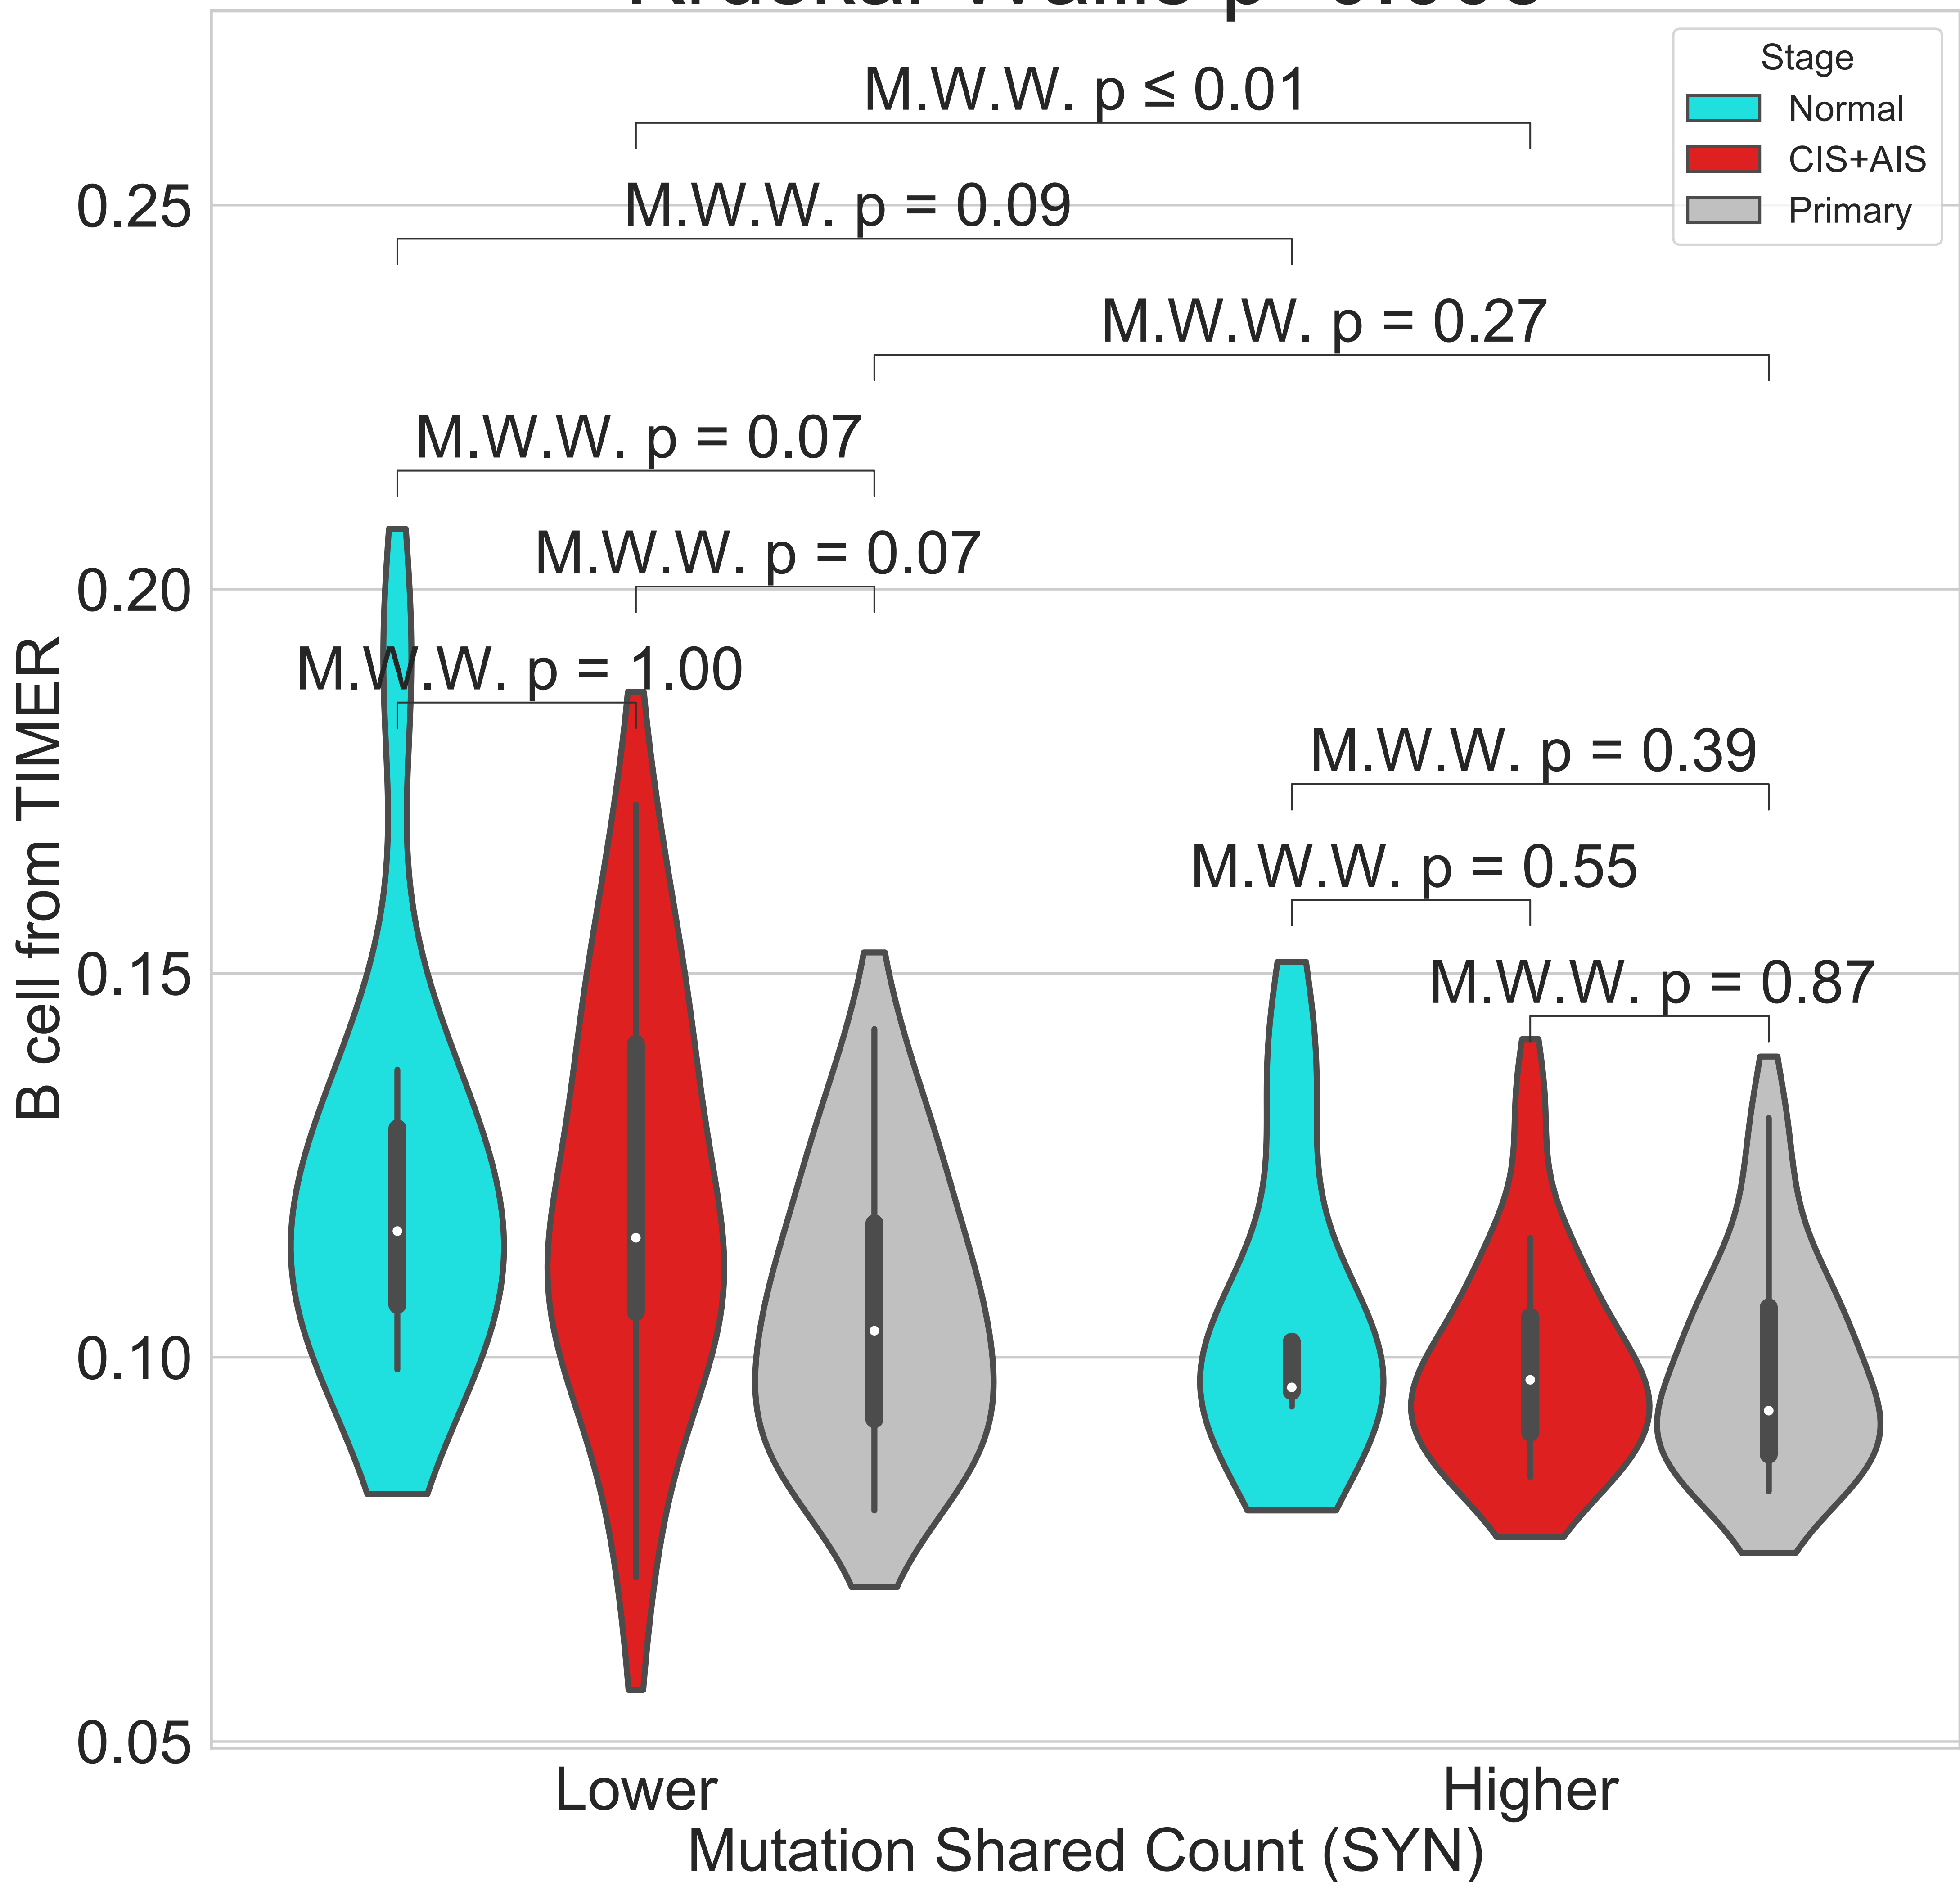 Stage
Normal
CIS+AIS
Primary
M.W.W. p ≤ 0.01
M.W.W. p = 0.09
M.W.W. p = 0.27
M.W.W. p = 0.07
M.W.W. p = 0.07
M.W.W. p = 1.00
M.W.W. p = 0.39
M.W.W. p = 0.55
M.W.W. p = 0.87
0.25
0.20
0.15
0.10
0.05
B cell from TIMER
Lower
Higher
Mutation Shared Count (SYN)